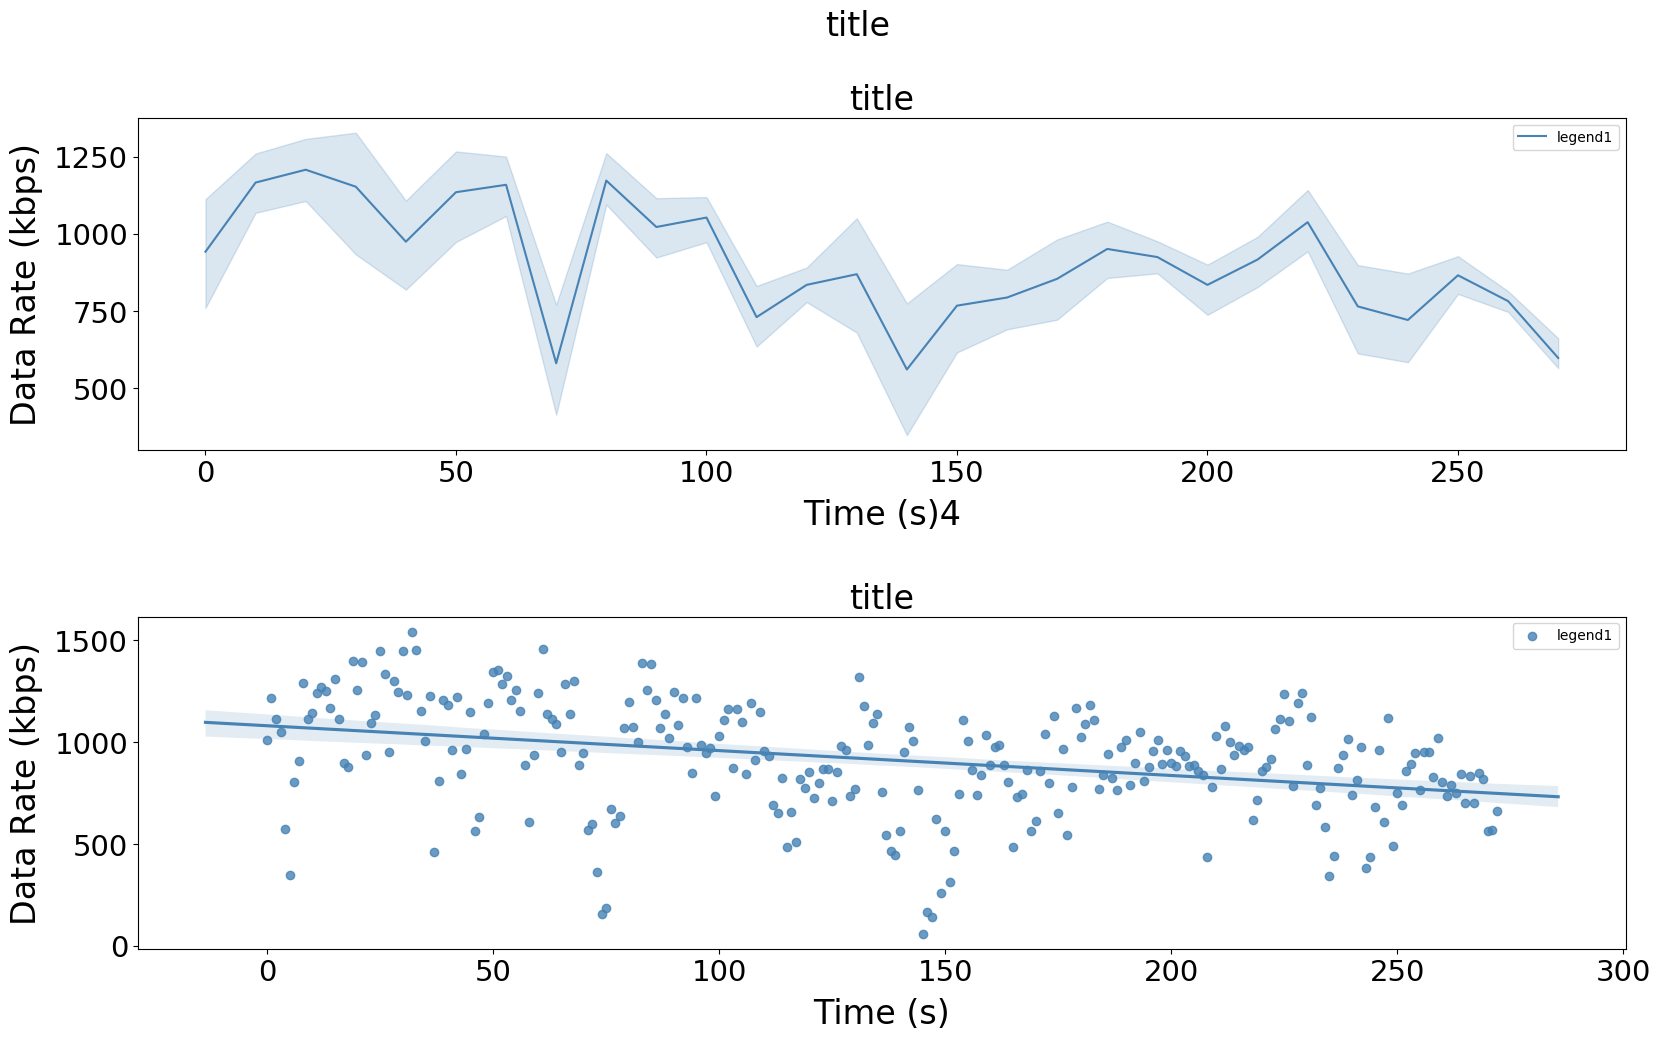 title
title
legend1
Data Rate (kbps)
1250
1000
750
500
0 50 100 150 200 250
Time (s)4
title
legend1
Data Rate (kbps)
1500
1000
500
0
0 50 100 150 200 250 300
Time (s)